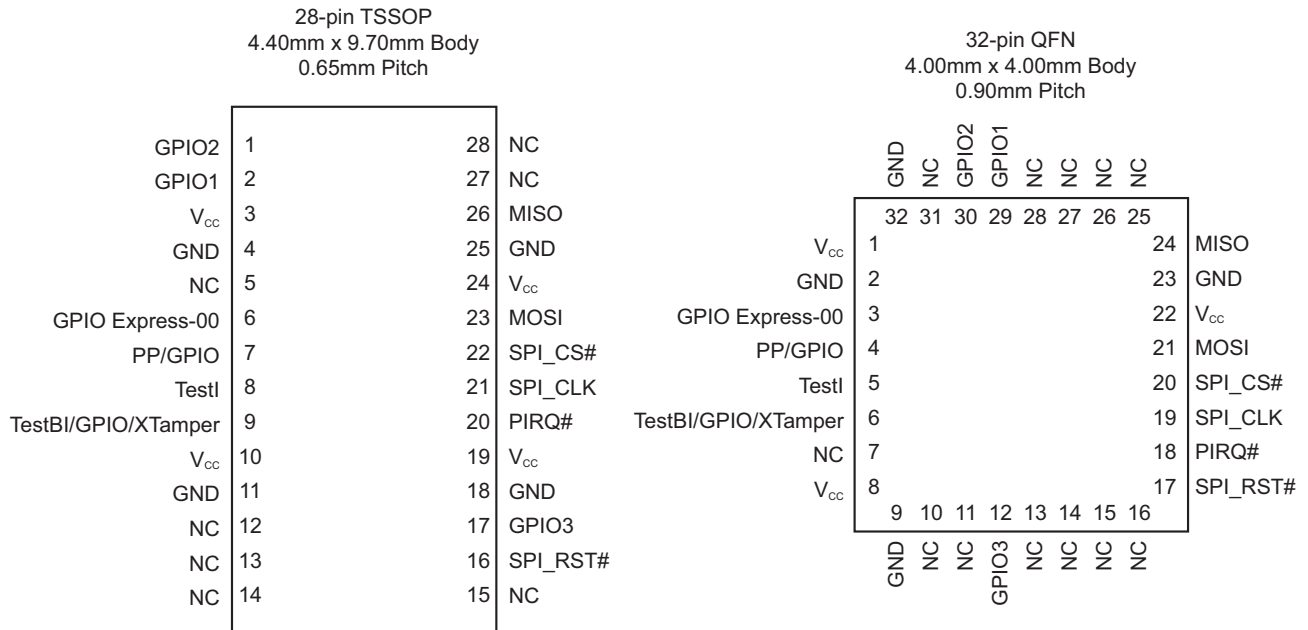 28-pin TSSOP
4.40mm x 9.70mm Body
0.65mm Pitch
GPIO2 1 28 NC
GPIO1 2 27 NC
Vcc 3 26 MISO
GND 4 25 GND
NC 5 24 Vcc
GPIO Express-00 6 23 MOSI
PP/GPIO 7 22 SPI_CS#
TestI 8 21 SPI_CLK
TestBI/GPIO/XTamper 9 20 PIRQ#
Vcc 10 19 Vcc
GND 11 18 GND
NC 12 17 GPIO3
NC 13 16 SPI_RST#
NC 14 15 NC
32-pin QFN
4.00mm x 4.00mm Body
0.90mm Pitch
GND NC GPIO2 GPIO1 NC NC NC NC
32 31 30 29 28 27 26 25
Vcc 1 24 MISO
GND 2 23 GND
GPIO Express-00 3 22 Vcc
PP/GPIO 4 21 MOSI
TestI 5 20 SPI_CS#
TestBI/GPIO/XTamper 6 19 SPI_CLK
NC 7 18 PIRQ#
Vcc 8 17 SPI_RST#
9 10 11 12 13 14 15 16
GND NC NC GPIO3 NC NC NC NC